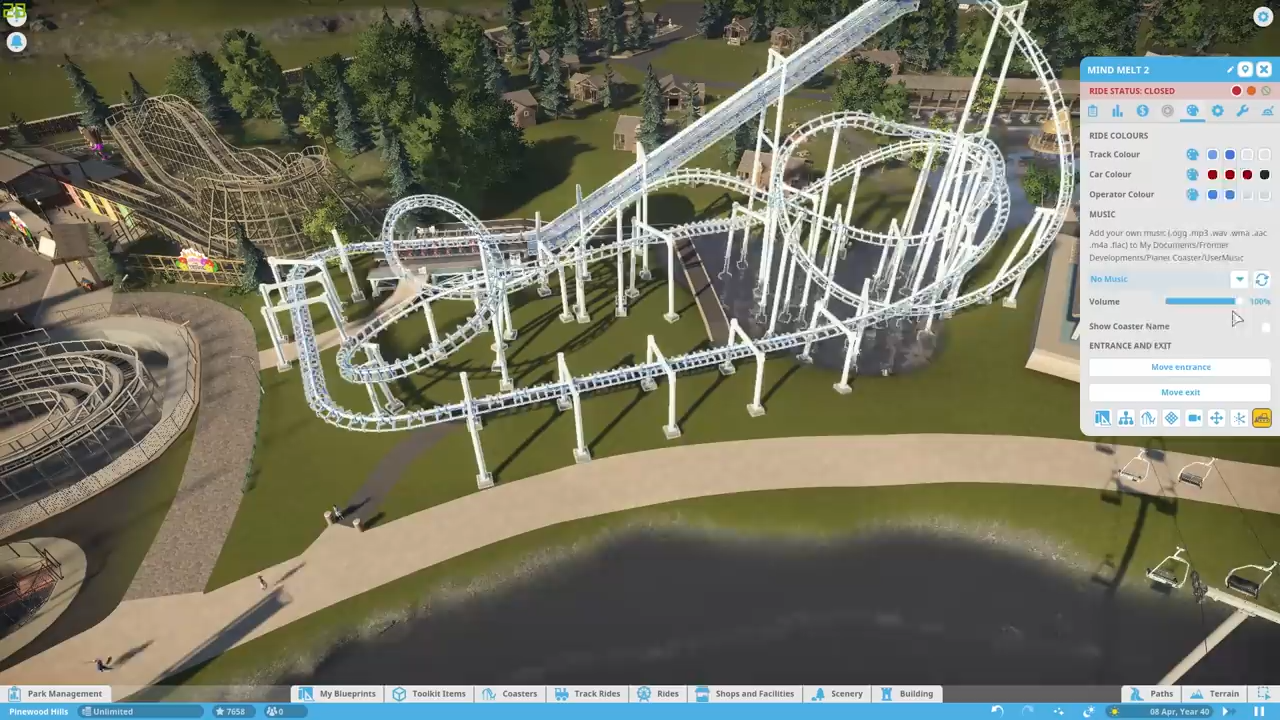 28
MIND MELT 2
RIDE STATUS: CLOSED
RIDE COLOURS
Track Colour
Car Colour
Operator Colour
MUSIC
Add your own music (.ogg .mp3 .wav .wma .aac
.m4a .flac) to My Documents/Frontier
Developments/Planet Coaster/UserMusic
No Music
Volume 100%
Show Coaster Name
ENTRANCE AND EXIT
Move entrance
Move exit
Park Management My Blueprints Toolkit Items Coasters Track Rides Rides Shops and Facilities Scenery Building Paths Terrain
Pinewood Hills Unlimited 7658 0 08 Apr, Year 40